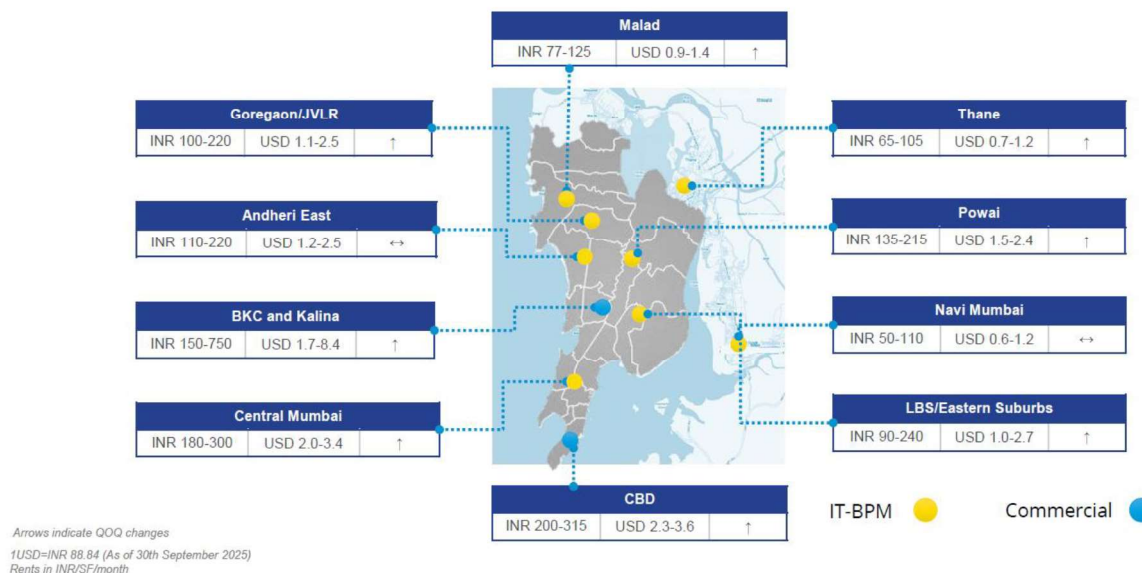 Malad
INR 77-125 USD 0.9-1.4 ↑
Goregaon/JVLR
INR 100-220 USD 1.1-2.5 ↑
Thane
INR 65-105 USD 0.7-1.2 ↑
Andheri East
INR 110-220 USD 1.2-2.5 ↔
Powai
INR 135-215 USD 1.5-2.4 ↑
BKC and Kalina
INR 150-750 USD 1.7-8.4 ↑
Navi Mumbai
INR 50-110 USD 0.6-1.2 ↔
Central Mumbai
INR 180-300 USD 2.0-3.4 ↑
LBS/Eastern Suburbs
INR 90-240 USD 1.0-2.7 ↑
CBD
INR 200-315 USD 2.3-3.6 ↑
IT-BPM Commercial
Arrows indicate QOQ changes
1USD=INR 88.84 (As of 30th September 2025)
Rents in INR/SF/month